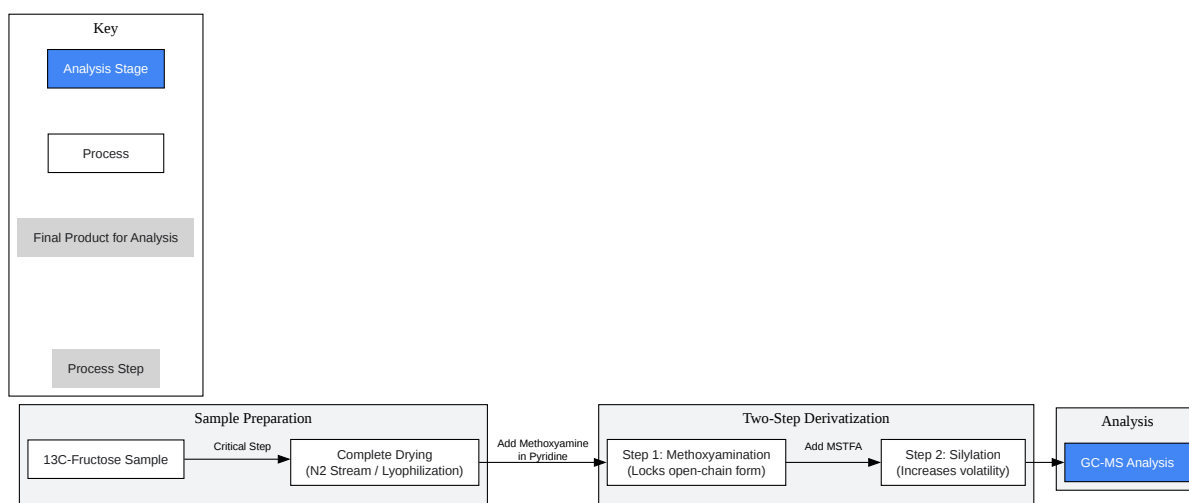 Key
Analysis Stage
Process
Final Product for Analysis
Process Step
Sample Preparation
13C-Fructose Sample
Critical Step
Complete Drying
(N2 Stream / Lyophilization)
Add Methoxyamine
in Pyridine
Two-Step Derivatization
Step 1: Methoxyamination
(Locks open-chain form)
Add MSTFA
Step 2: Silylation
(Increases volatility)
Analysis
GC-MS Analysis